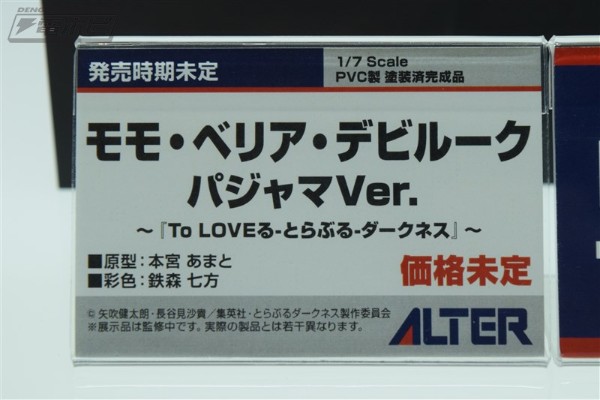 発売時期未定
1/7 Scale
PVC製 塗装済完成品
モモ・ベリア・デビルーク
パジャマVer.
～『To LOVEる-とらぶる-ダークネス』～
■原型：本宮 あまと
■彩色：鉄森 七方
価格未定
© 矢吹健太朗・長谷見沙貴／集英社・とらぶるダークネス製作委員会
※展示品は監修中です。実際の製品とは若干異なります。
ALTER